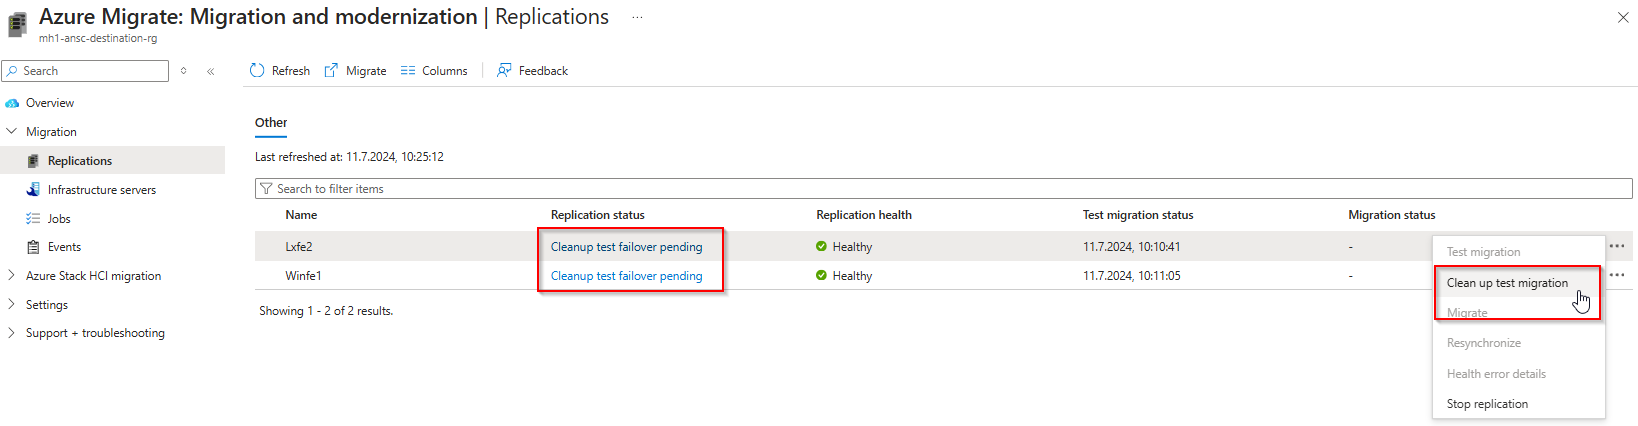 Azure Migrate: Migration and modernization | Replications ...
mh1-ansc-destination-rg
Search
Refresh Migrate Columns Feedback
Overview
Migration
Replications
Infrastructure servers
Jobs
Events
Azure Stack HCI migration
Settings
Support + troubleshooting
Other
Last refreshed at: 11.7.2024, 10:25:12
Search to filter items
Name Replication status Replication health Test migration status Migration status
Lxfe2 Cleanup test failover pending Healthy 11.7.2024, 10:10:41 -
Winfe1 Cleanup test failover pending Healthy 11.7.2024, 10:11:05 -
Showing 1 - 2 of 2 results.
Test migration
Clean up test migration
Migrate
Resynchronize
Health error details
Stop replication